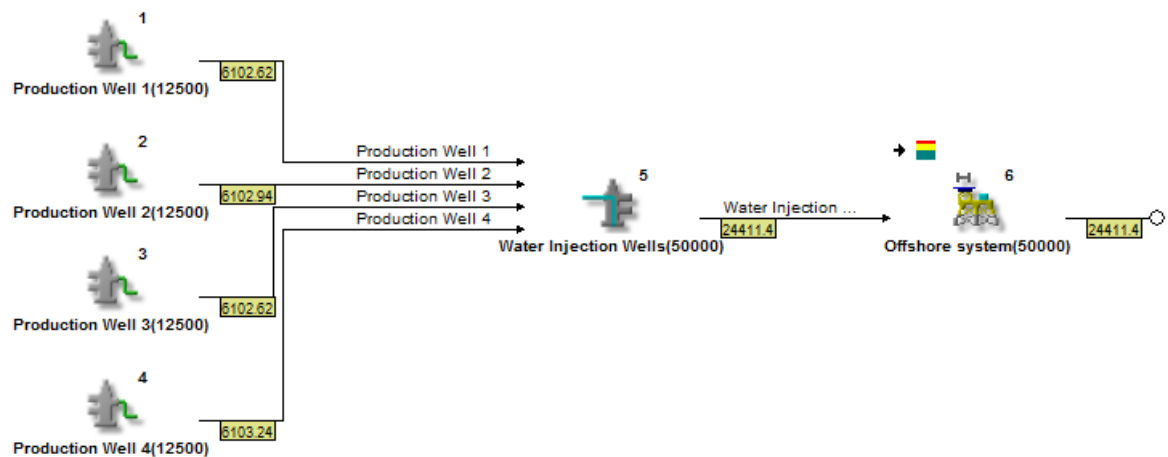 1
Production Well 1(12500)
6102.62
2
Production Well 2(12500)
6102.94
3
Production Well 3(12500)
6102.62
4
Production Well 4(12500)
6103.24
Production Well 1
Production Well 2
Production Well 3
Production Well 4
5
Water Injection Wells(50000)
Water Injection ...
24411.4
6
Offshore system(50000)
24411.4